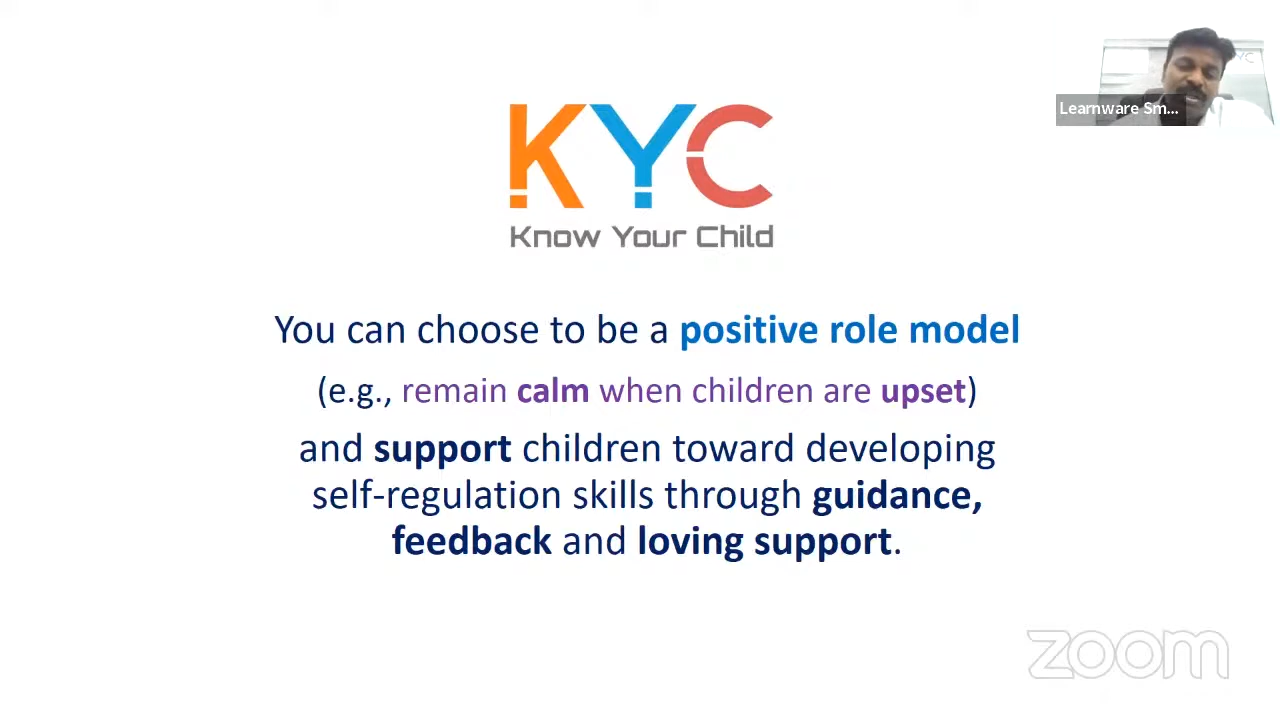 YC
Learnware Sm...
KYC
Know Your Child
You can choose to be a positive role model
(e.g., remain calm when children are upset)
and support children toward developing
self-regulation skills through guidance,
feedback and loving support.
zoom